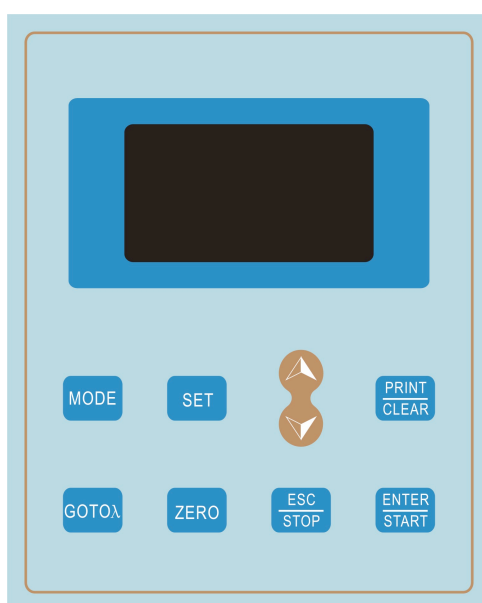 MODE
SET
PRINT
CLEAR
GOTOλ
ZERO
ESC
STOP
ENTER
START